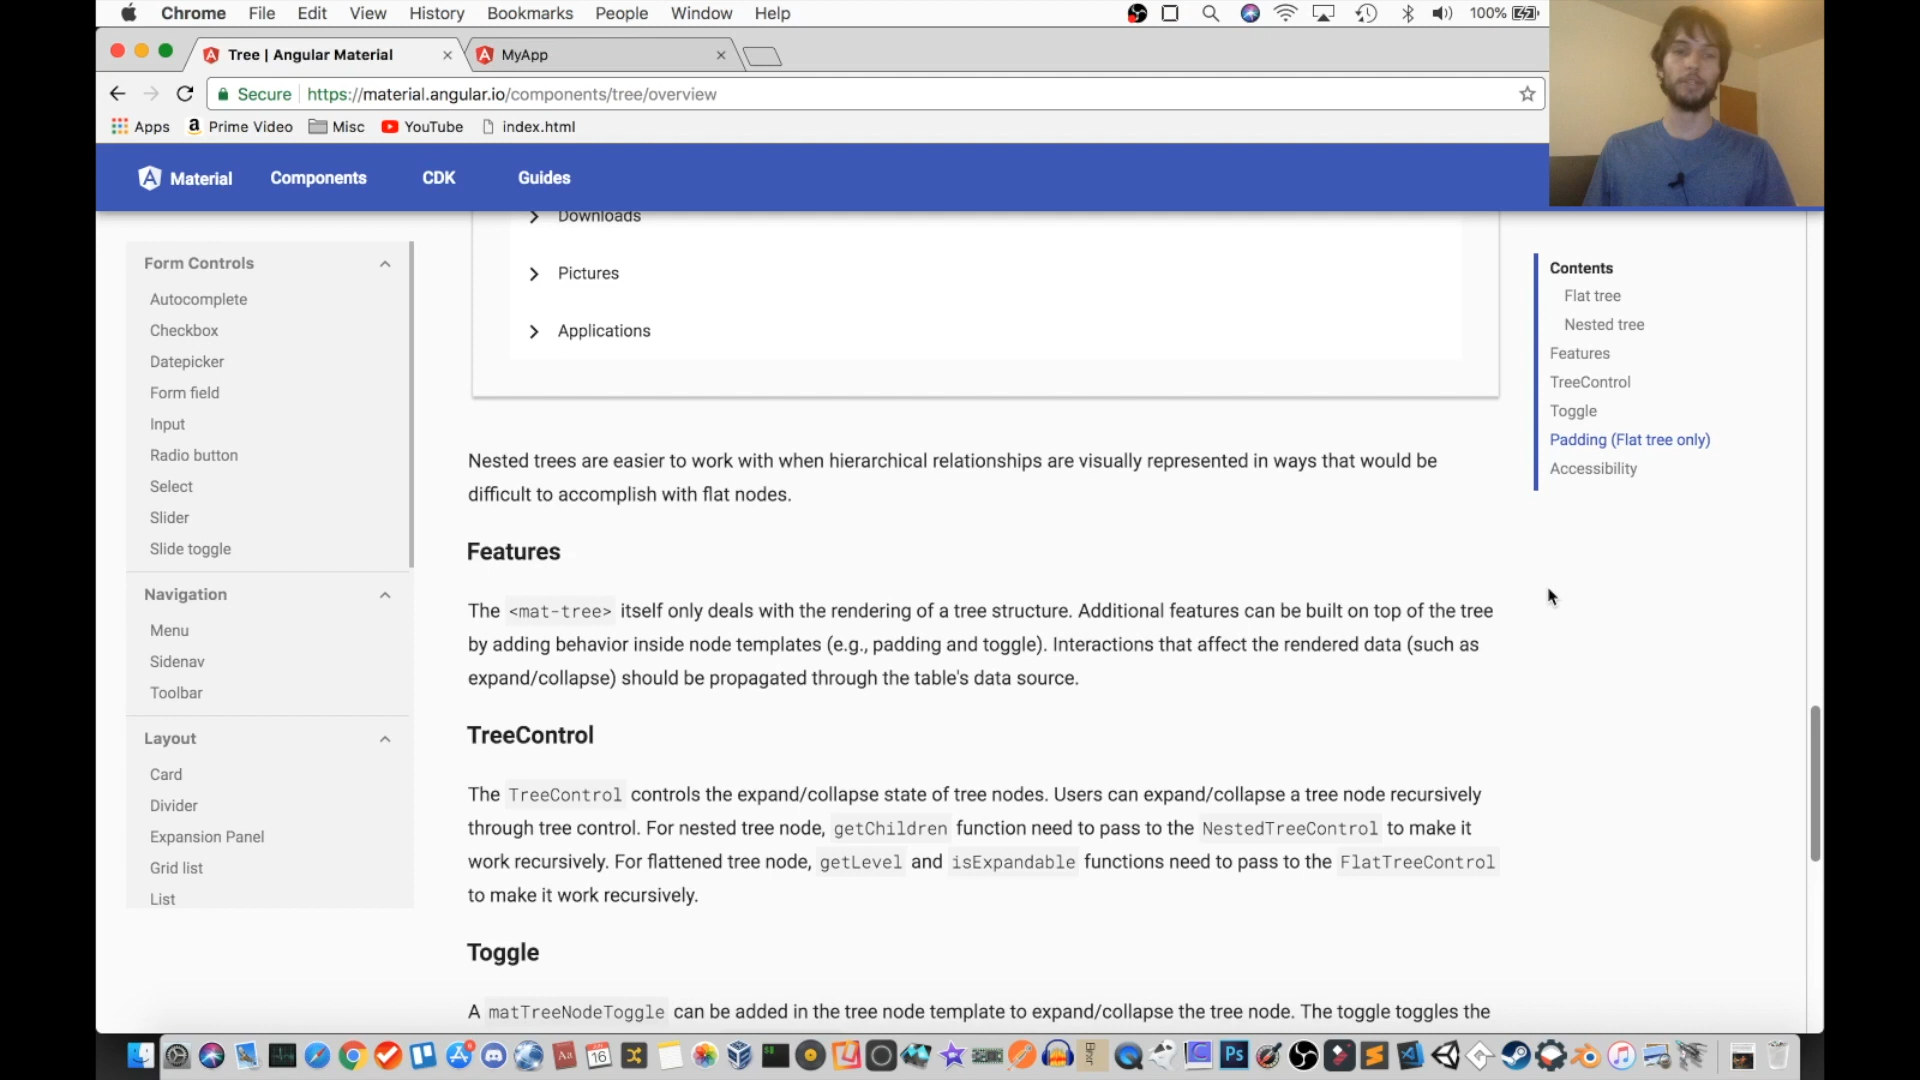 Chrome File Edit View History Bookmarks People Window Help 100%
Tree | Angular Material
MyApp
Secure https://material.angular.io/components/tree/overview
Apps Prime Video Misc YouTube index.html
Material Components CDK Guides
Form Controls
Autocomplete
Checkbox
Datepicker
Form field
Input
Radio button
Select
Slider
Slide toggle
Navigation
Menu
Sidenav
Toolbar
Layout
Card
Divider
Expansion Panel
Grid list
List
Downloads
Pictures
Applications
Nested trees are easier to work with when hierarchical relationships are visually represented in ways that would be
difficult to accomplish with flat nodes.
Features
The <mat-tree> itself only deals with the rendering of a tree structure. Additional features can be built on top of the tree
by adding behavior inside node templates (e.g., padding and toggle). Interactions that affect the rendered data (such as
expand/collapse) should be propagated through the table's data source.
TreeControl
The TreeControl controls the expand/collapse state of tree nodes. Users can expand/collapse a tree node recursively
through tree control. For nested tree node, getChildren function need to pass to the NestedTreeControl to make it
work recursively. For flattened tree node, getLevel and isExpandable functions need to pass to the FlatTreeControl
to make it work recursively.
Toggle
A matTreeNodeToggle can be added in the tree node template to expand/collapse the tree node. The toggle toggles the
Contents
Flat tree
Nested tree
Features
TreeControl
Toggle
Padding (Flat tree only)
Accessibility
Aa
16
Ps